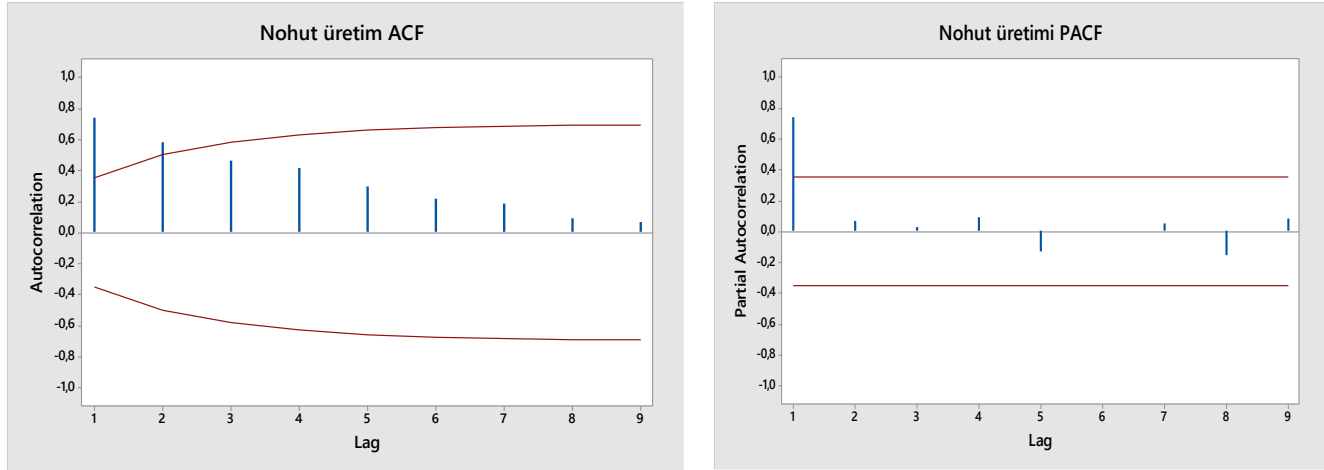 Nohut üretim ACF
Autocorrelation
1,0
0,8
0,6
0,4
0,2
0,0
-0,2
-0,4
-0,6
-0,8
-1,0
1 2 3 4 5 6 7 8 9
Lag
Nohut üretimi PACF
Partial Autocorrelation
1,0
0,8
0,6
0,4
0,2
0,0
-0,2
-0,4
-0,6
-0,8
-1,0
1 2 3 4 5 6 7 8 9
Lag